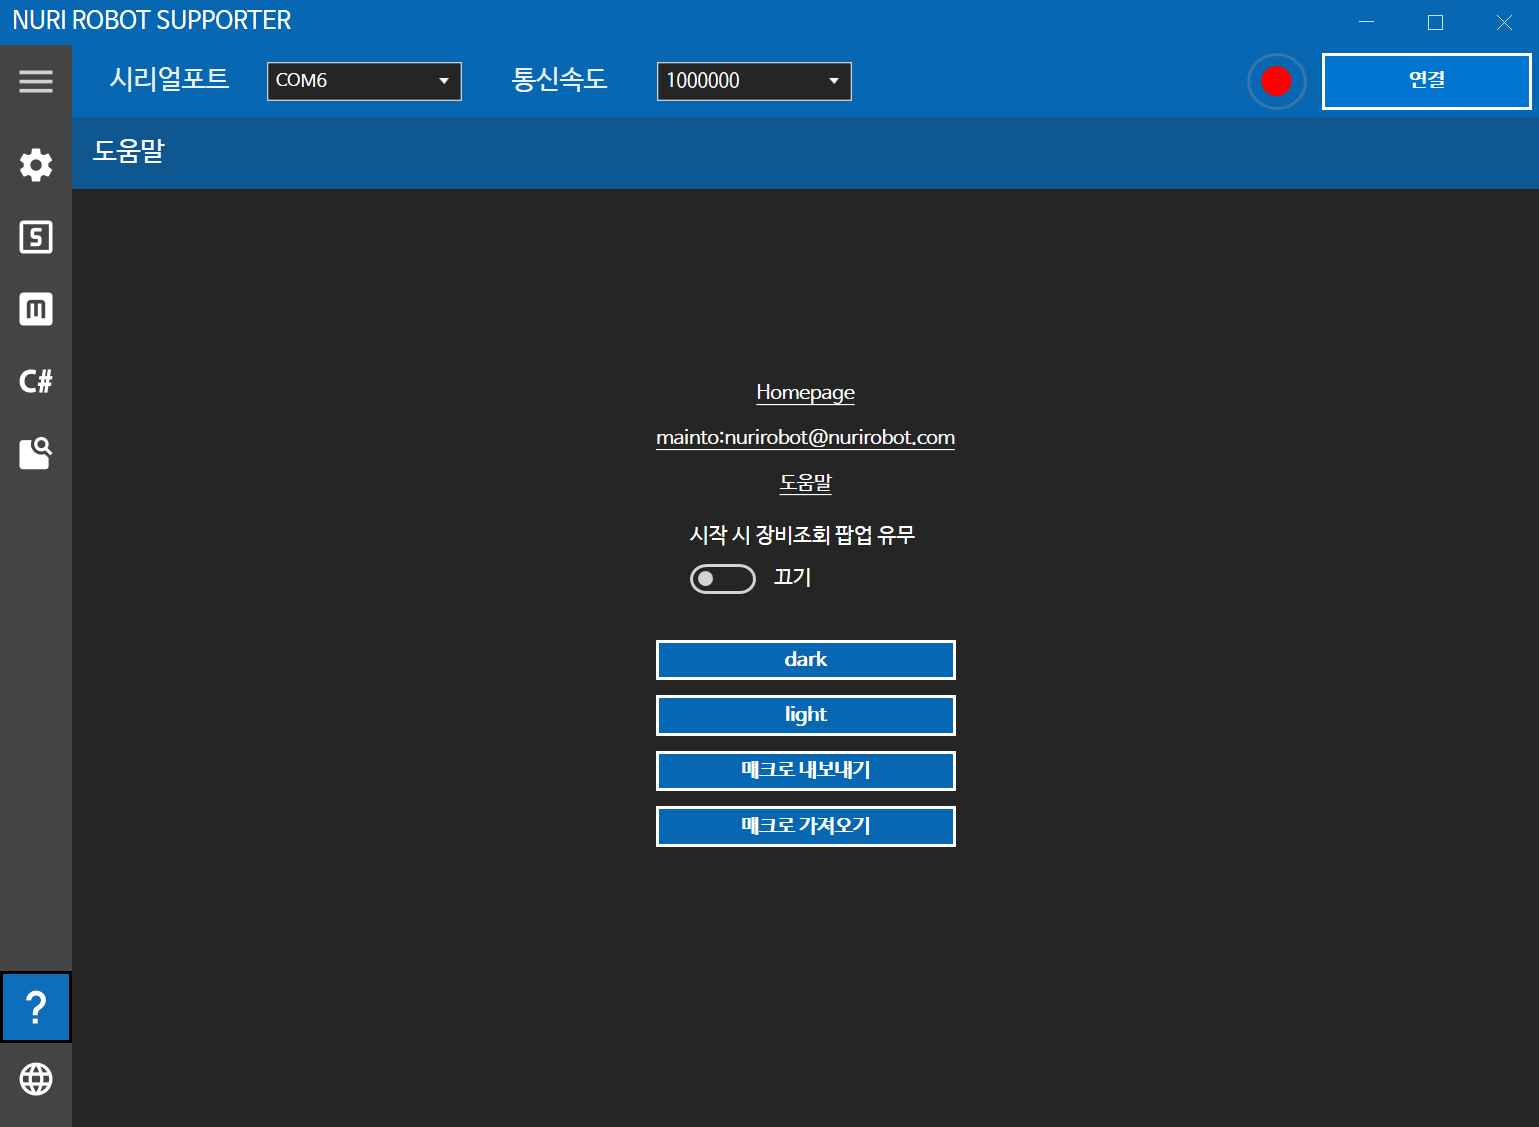 NURI ROBOT SUPPORTER
시리얼포트 COM6 통신속도 1000000 연결
도움말
S
m
C#
Homepage
mainto:nurirobot@nurirobot.com
도움말
시작 시 장비조회 팝업 유무
끄기
dark
light
매크로 내보내기
매크로 가져오기
?